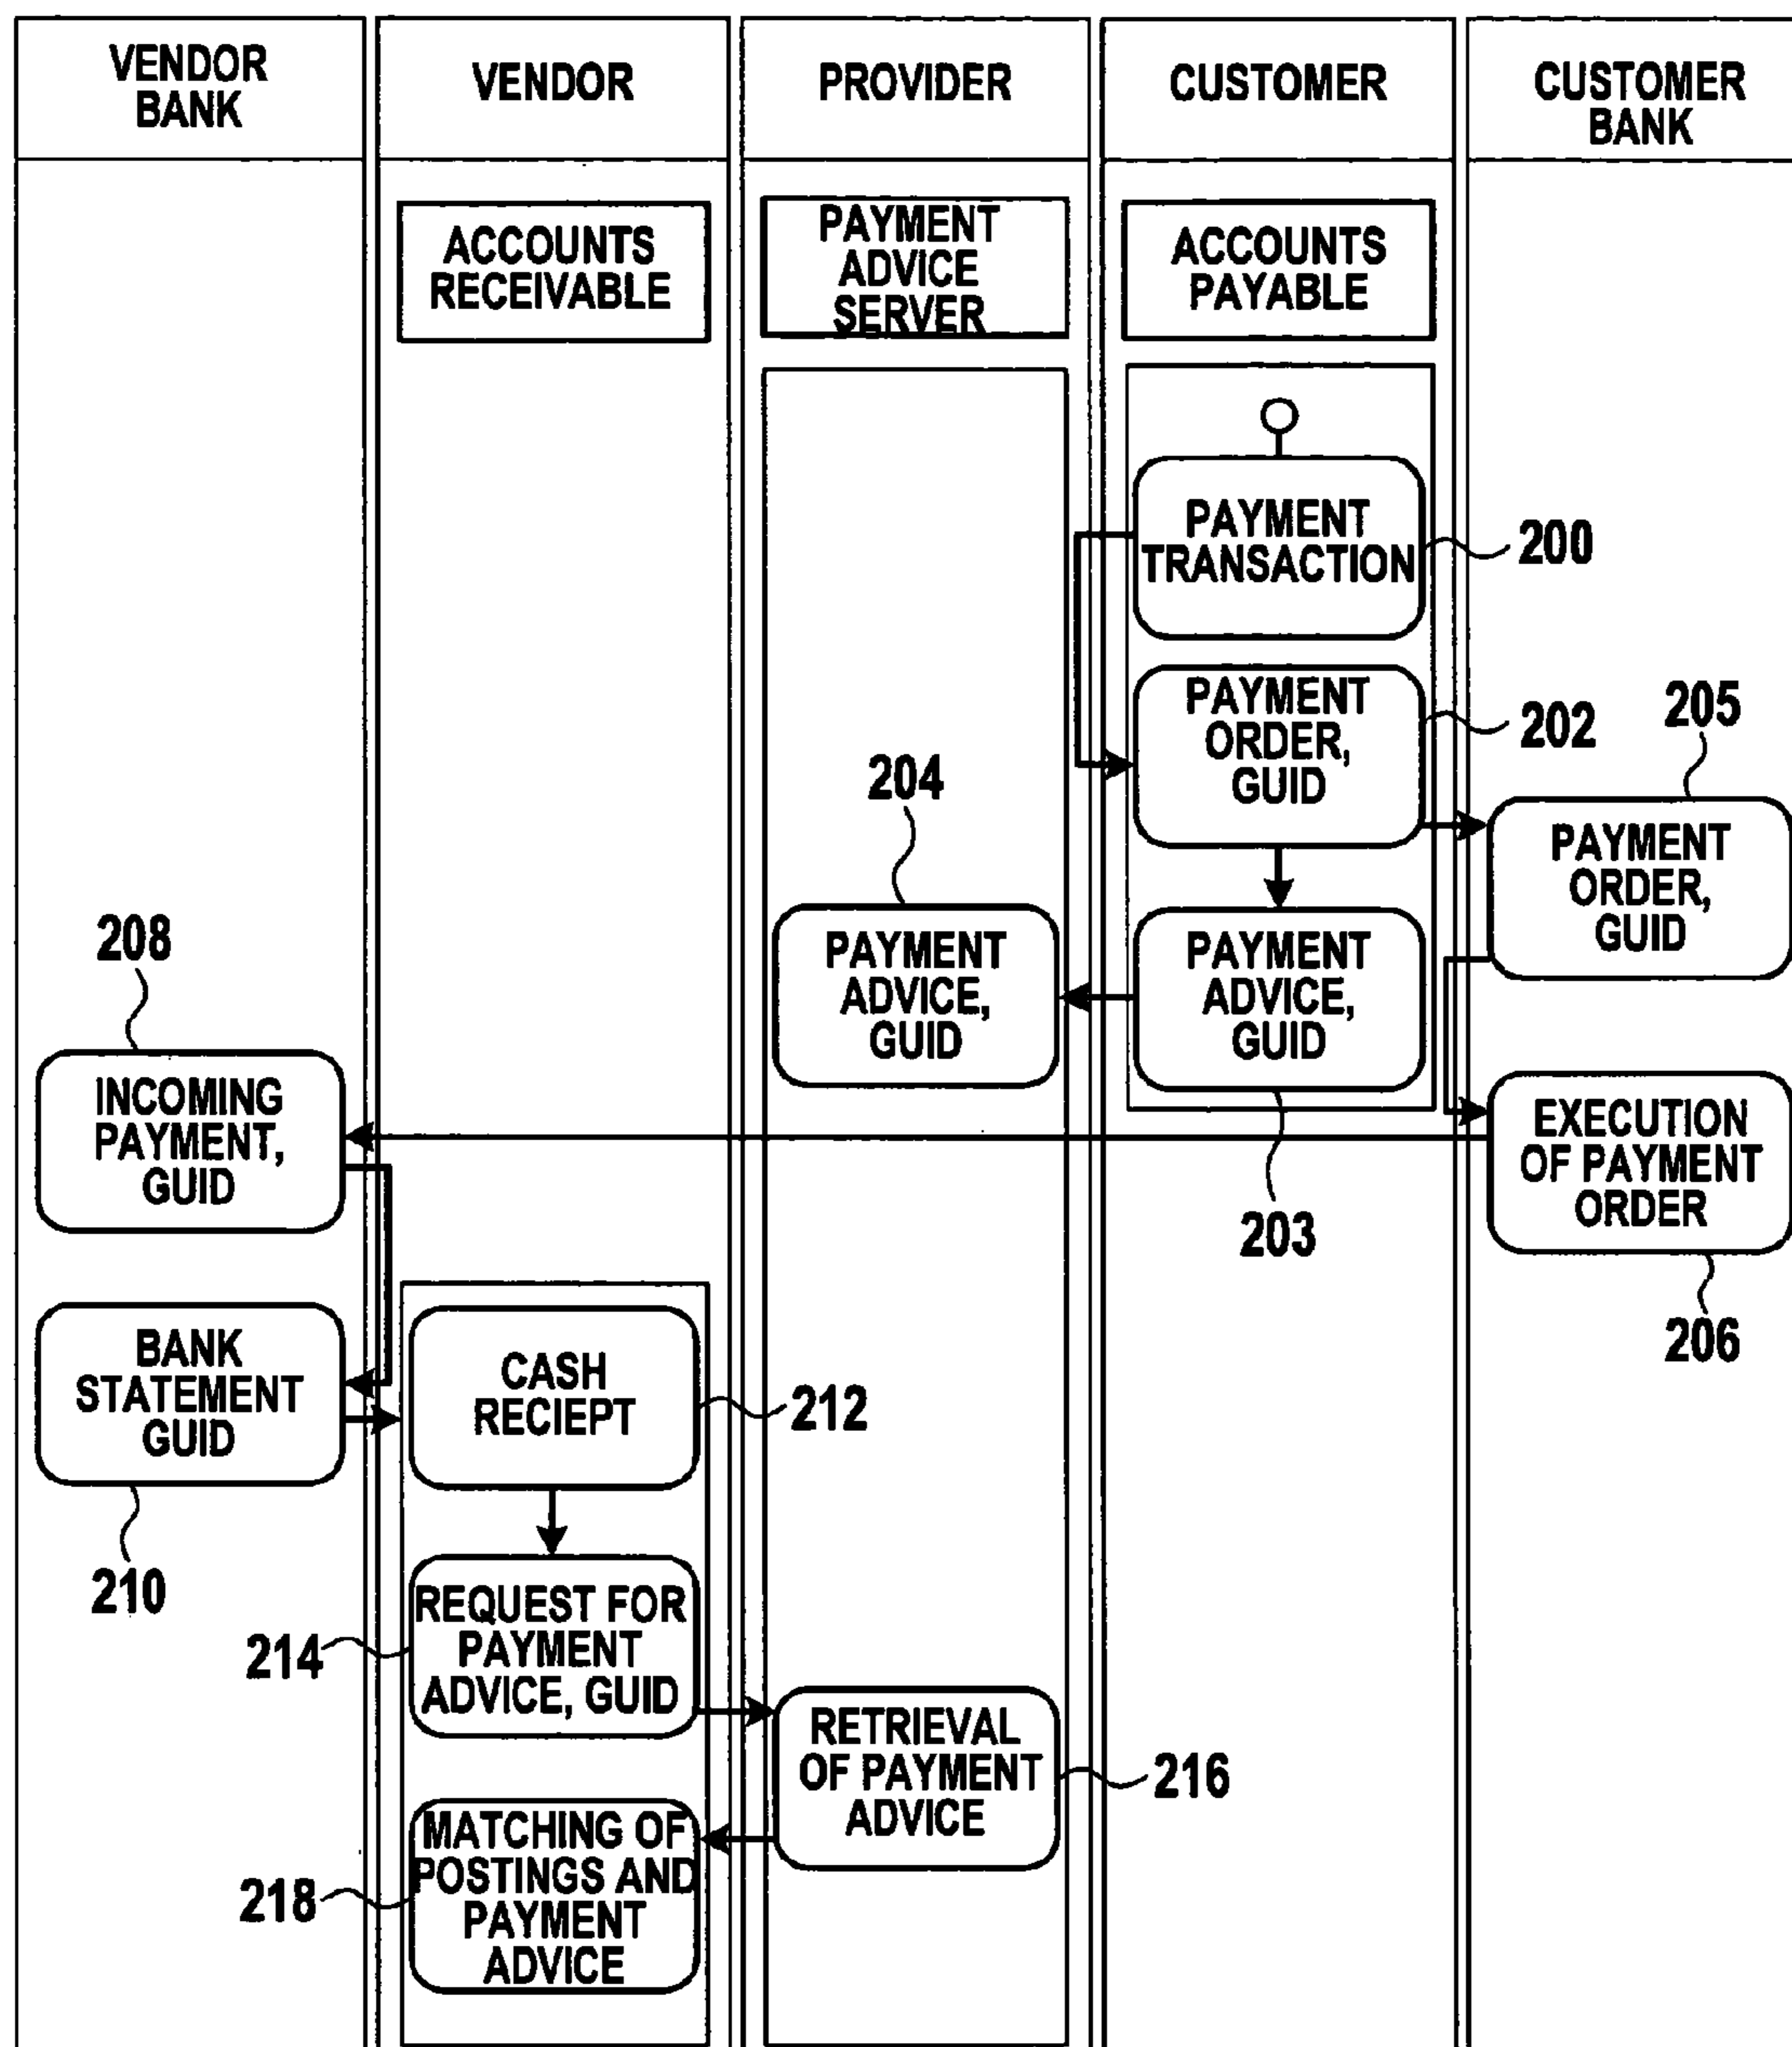 VENDOR
BANK
VENDOR
PROVIDER
CUSTOMER
CUSTOMER
BANK
ACCOUNTS
RECEIVABLE
PAYMENT
ADVICE
SERVER
ACCOUNTS
PAYABLE
PAYMENT
TRANSACTION
200
PAYMENT
ORDER,
GUID
202
205
PAYMENT
ORDER,
GUID
204
PAYMENT
ADVICE,
GUID
PAYMENT
ADVICE,
GUID
203
208
INCOMING
PAYMENT,
GUID
EXECUTION
OF PAYMENT
ORDER
206
BANK
STATEMENT
GUID
210
CASH
RECIEPT
212
REQUEST FOR
PAYMENT
ADVICE, GUID
214
RETRIEVAL
OF PAYMENT
ADVICE
216
MATCHING OF
POSTINGS AND
PAYMENT
ADVICE
218